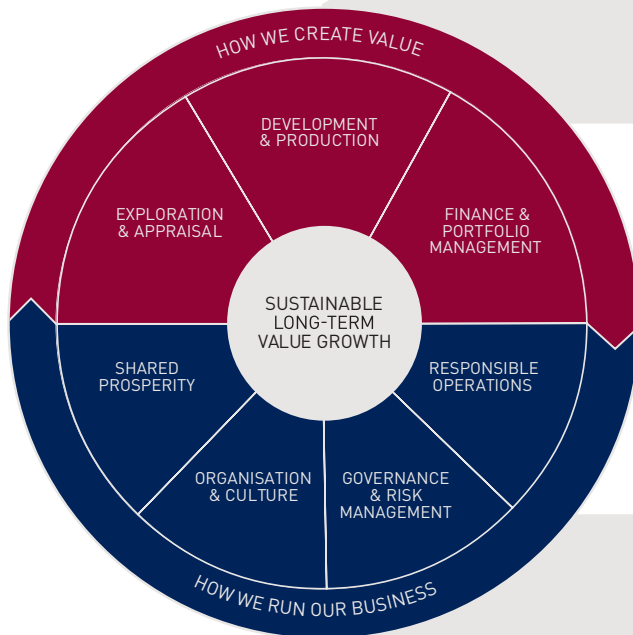 HOW WE CREATE VALUE
DEVELOPMENT
& PRODUCTION
EXPLORATION
& APPRAISAL
FINANCE &
PORTFOLIO
MANAGEMENT
SUSTAINABLE
LONG-TERM
VALUE GROWTH
SHARED
PROSPERITY
RESPONSIBLE
OPERATIONS
ORGANISATION
& CULTURE
GOVERNANCE
& RISK
MANAGEMENT
HOW WE RUN OUR BUSINESS